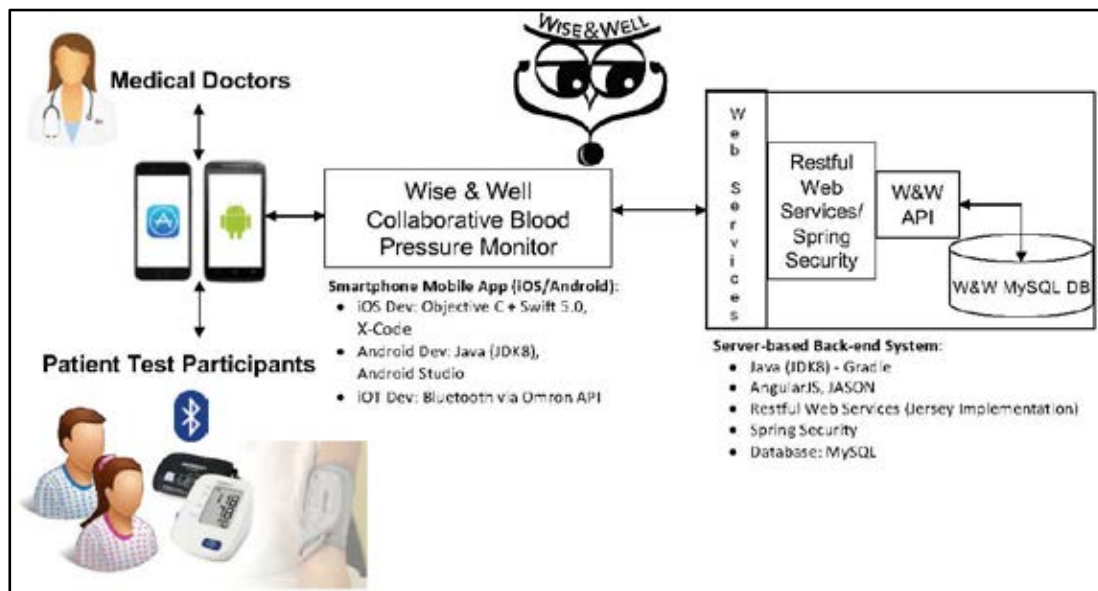 WISE&WELL
Medical Doctors
Wise & Well
Collaborative Blood
Pressure Monitor
Smartphone Mobile App (iOS/Android):
• iOS Dev: Objective C + Swift 5.0,
X-Code
• Android Dev: Java (JDK8),
Android Studio
• iOT Dev: Bluetooth via Omron API
Patient Test Participants
Web Services
Restful
Web
Services/
Spring
Security
W&W
API
W&W MySQL DB
Server-based Back-end System:
• Java (JDK8) - Gradle
• AngularJS, JASON
• Restful Web Services (Jersey Implementation)
• Spring Security
• Database: MySQL